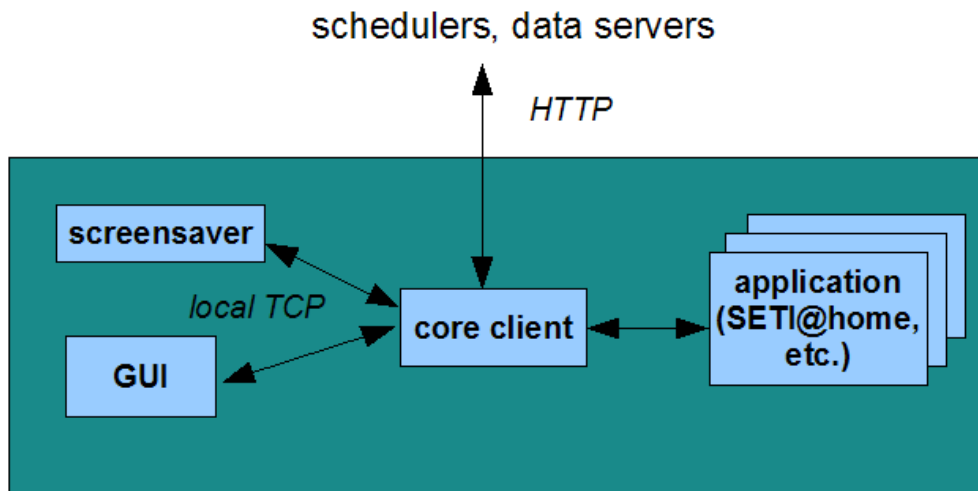 schedulers, data servers
HTTP
screensaver
local TCP
GUI
core client
application
(SETI@home,
etc.)